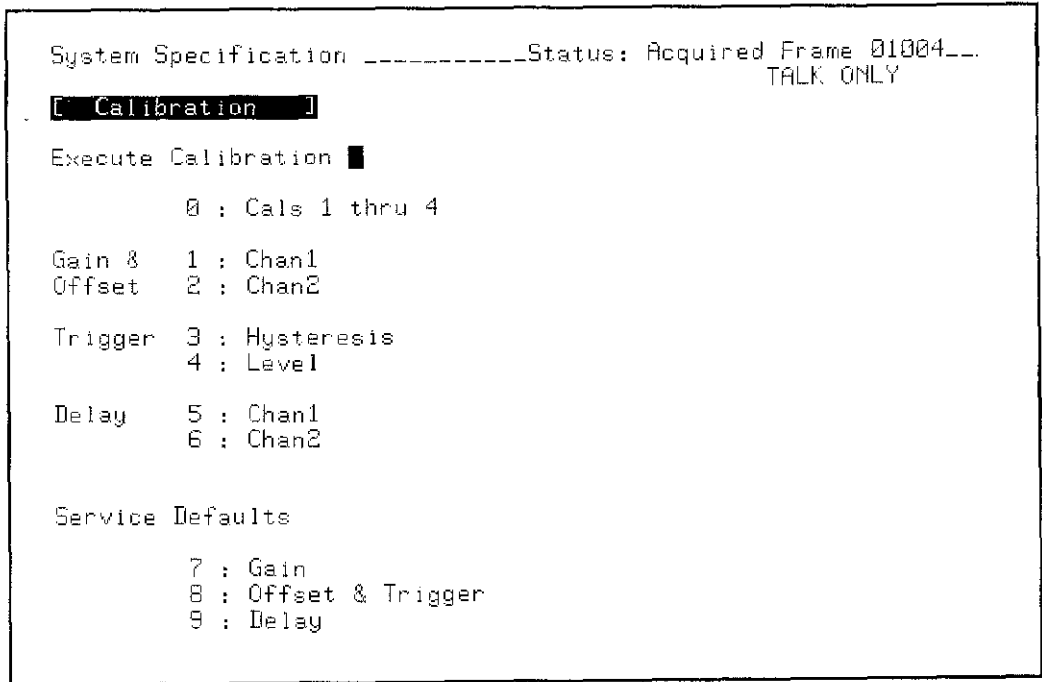 System Specification ___________Status: Acquired Frame 01004__.
TALK ONLY
[ Calibration ]
Execute Calibration
0 : Cals 1 thru 4
Gain & 1 : Chan1
Offset 2 : Chan2
Trigger 3 : Hysteresis
4 : Level
Delay 5 : Chan1
6 : Chan2
Service Defaults
7 : Gain
8 : Offset & Trigger
9 : Delay